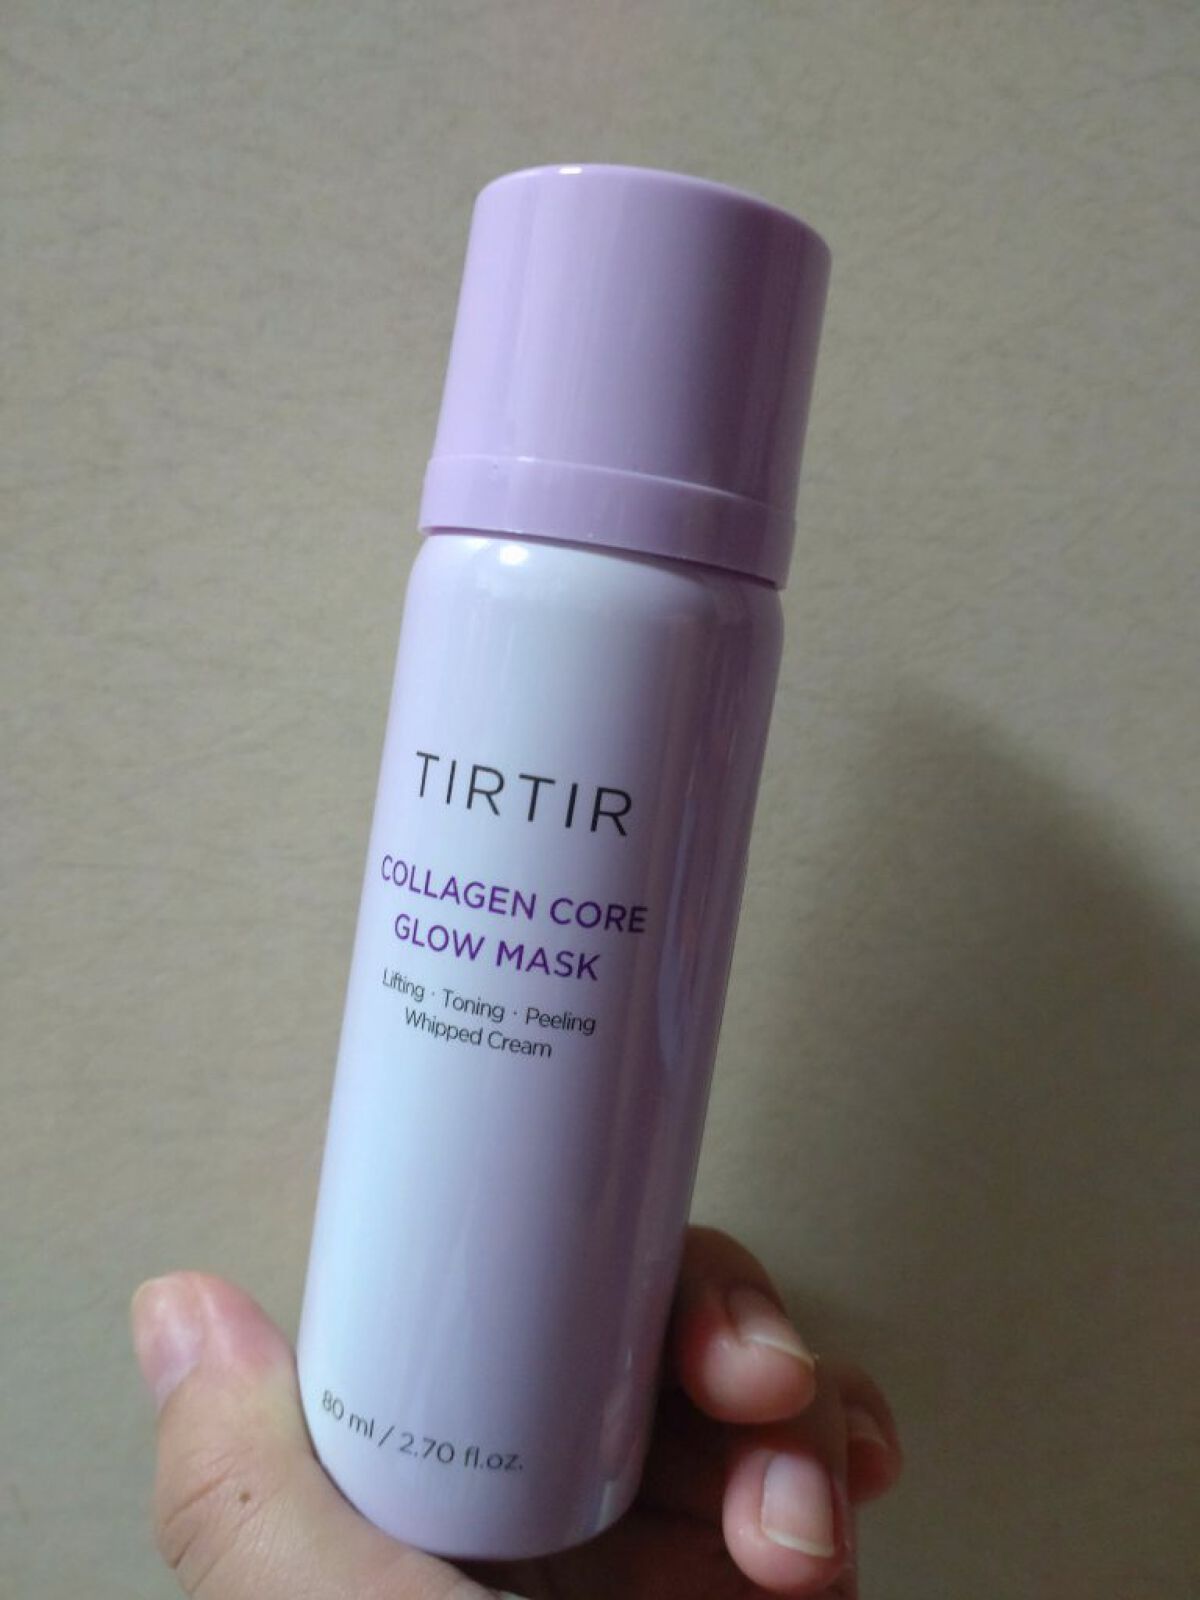 TIRTIR
COLLAGEN CORE
GLOW MASK
Lifting · Toning · Peeling
Whipped Cream
80 ml / 2.70 fl.oz.